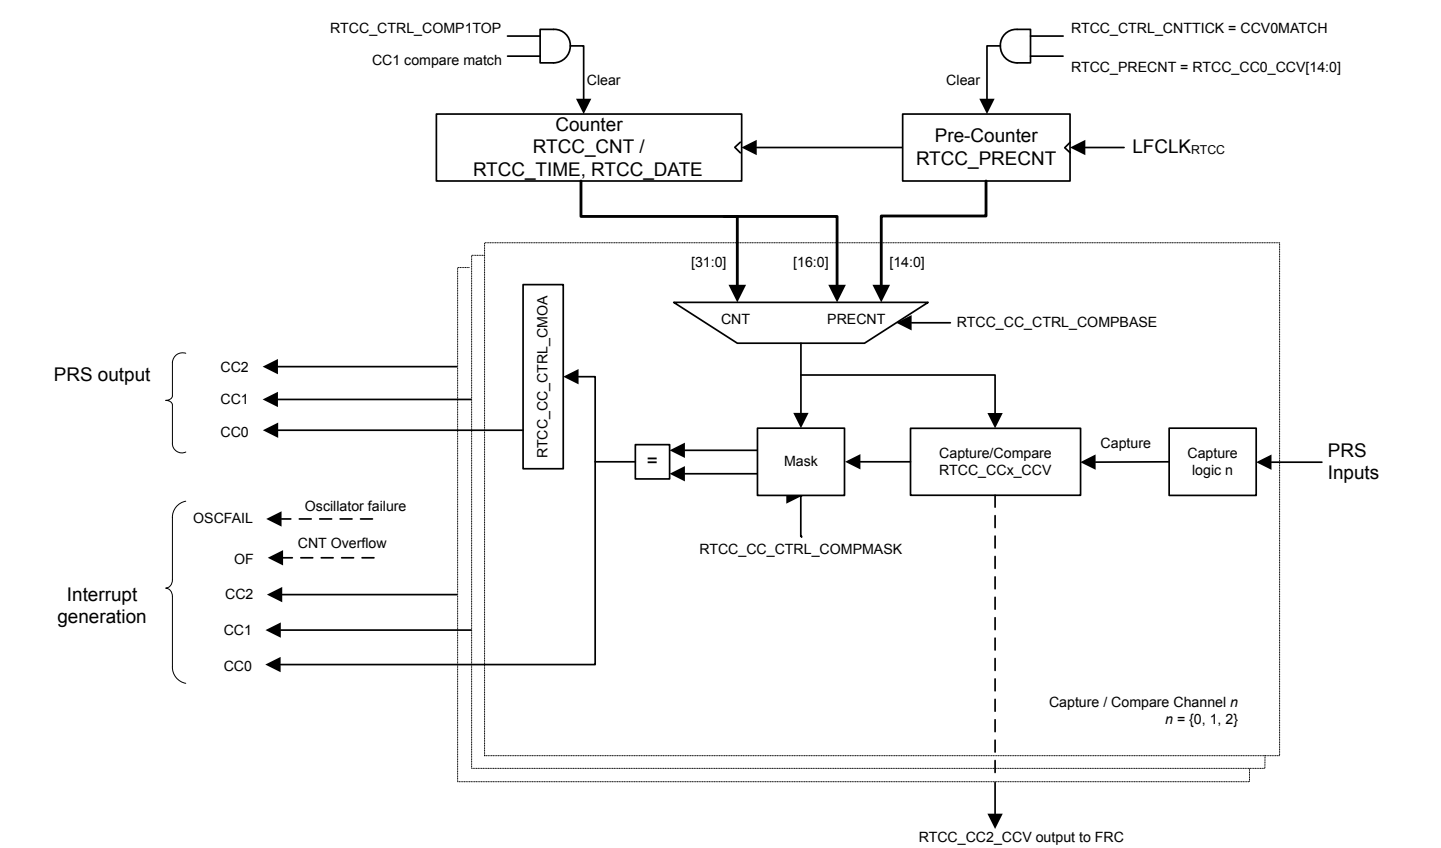 RTCC_CTRL_COMP1TOP
CC1 compare match
Clear
RTCC_CTRL_CNTTICK = CCV0MATCH
RTCC_PRECNT = RTCC_CC0_CCV[14:0]
Clear
Counter
RTCC_CNT /
RTCC_TIME, RTCC_DATE
Pre-Counter
RTCC_PRECNT
LFCLKRTCC
[31:0]
[16:0]
[14:0]
CNT
PRECNT
RTCC_CC_CTRL_COMPBASE
RTCC_CC_CTRL_CMOA
PRS output
CC2
CC1
CC0
=
Mask
Capture/Compare
RTCC_CCx_CCV
Capture
Capture
logic n
PRS
Inputs
RTCC_CC_CTRL_COMPMASK
Interrupt
generation
OSCFAIL
Oscillator failure
OF
CNT Overflow
CC2
CC1
CC0
Capture / Compare Channel n
n = {0, 1, 2}
RTCC_CC2_CCV output to FRC